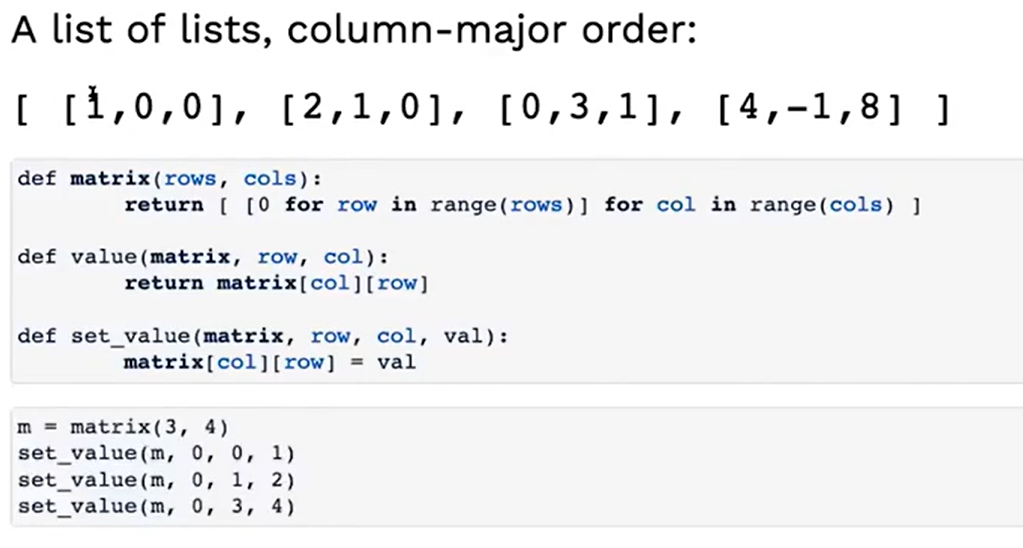 A list of lists, column-major order:
[ [1,0,0], [2,1,0], [0,3,1], [4,-1,8] ]
def matrix(rows, cols):
        return [ [0 for row in range(rows)] for col in range(cols) ]
def value(matrix, row, col):
        return matrix[col][row]
def set_value(matrix, row, col, val):
        matrix[col][row] = val
m = matrix(3, 4)
set_value(m, 0, 0, 1)
set_value(m, 0, 1, 2)
set_value(m, 0, 3, 4)